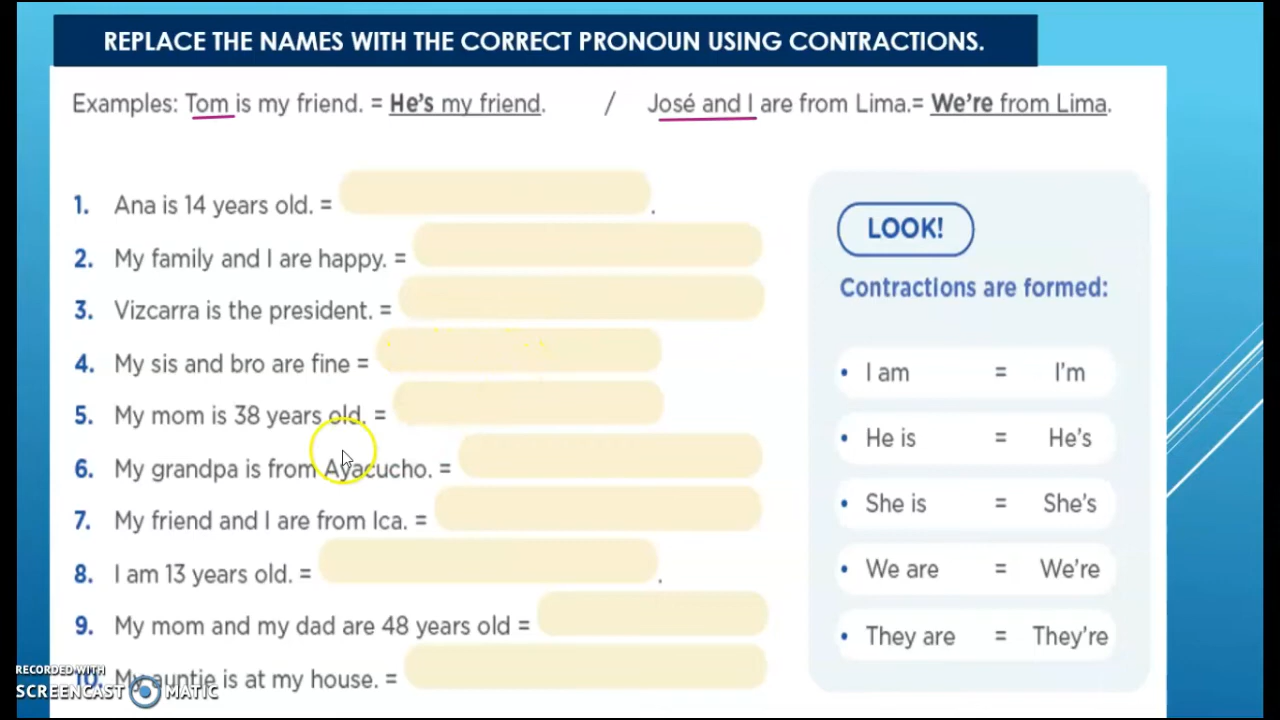 REPLACE THE NAMES WITH THE CORRECT PRONOUN USING CONTRACTIONS.
Examples: Tom is my friend. = He's my friend. / José and I are from Lima.= We're from Lima.
1. Ana is 14 years old. = .
2. My family and I are happy. =
3. Vizcarra is the president. =
4. My sis and bro are fine =
5. My mom is 38 years old. =
6. My grandpa is from Ayacucho. =
7. My friend and I are from Ica. =
8. I am 13 years old. = .
9. My mom and my dad are 48 years old =
10. My auntie is at my house. =
LOOK!
Contractions are formed:
• I am = I'm
• He is = He's
• She is = She's
• We are = We're
• They are = They're
RECORDED WITH
SCREENCAST MATIC